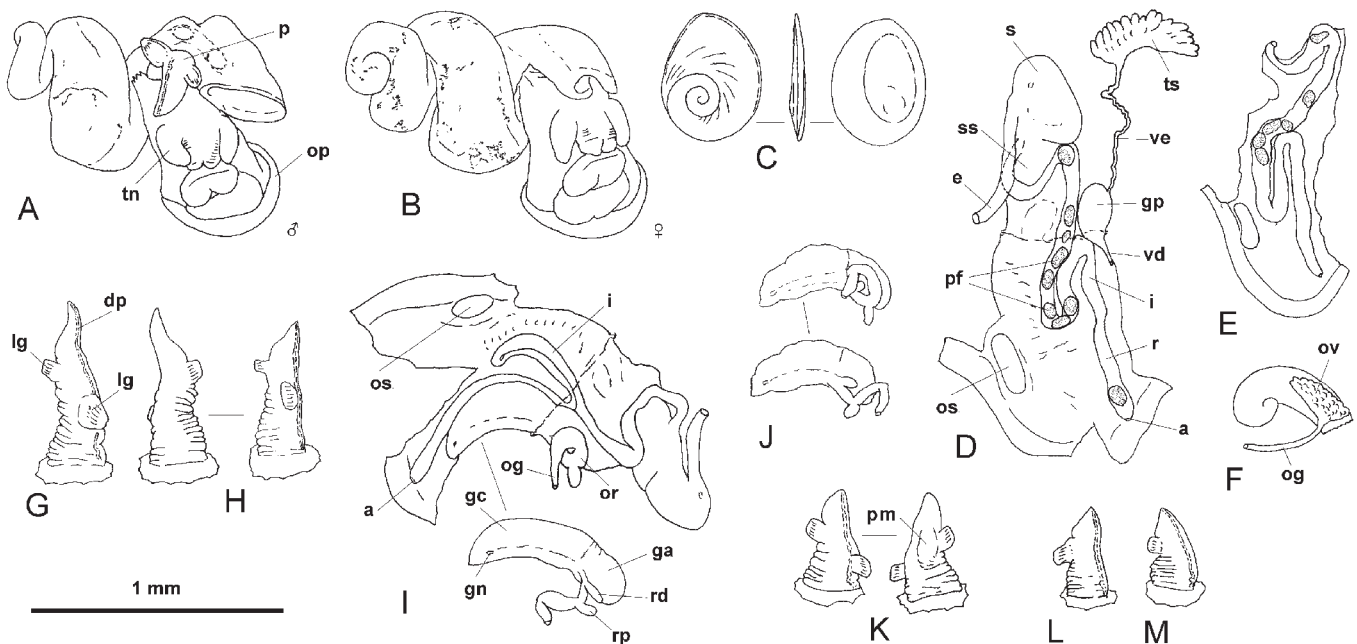 p
op
tn
A
♂
B
♀
C
s
ss
e
pf
os
D
ts
ve
gp
vd
i
r
a
E
ov
og
F
dp
lg
lg
G
H
os
i
a
og
or
gc
gn
ga
rd
rp
I
J
pm
K
L
M
1 mm